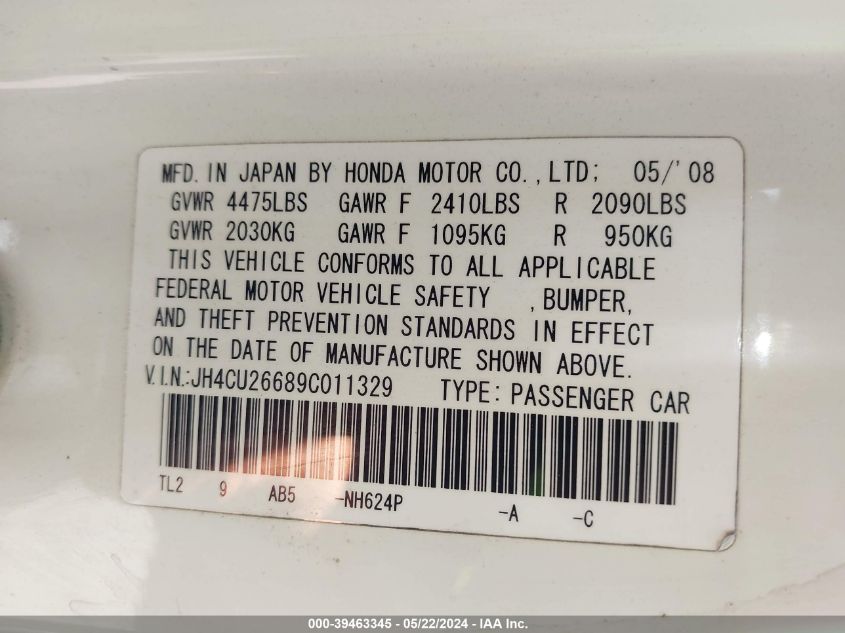 MFD. IN JAPAN BY HONDA MOTOR CO., LTD; 05/'08
GVWR 4475LBS GAWR F 2410LBS R 2090LBS
GVWR 2030KG GAWR F 1095KG R 950KG
THIS VEHICLE CONFORMS TO ALL APPLICABLE
FEDERAL MOTOR VEHICLE SAFETY , BUMPER,
AND THEFT PREVENTION STANDARDS IN EFFECT
ON THE DATE OF MANUFACTURE SHOWN ABOVE.
V.I.N.:JH4CU26689C011329 TYPE: PASSENGER CAR
TL2 9 AB5 -NH624P -A -C
000-39463345 - 05/22/2024 - IAA Inc.